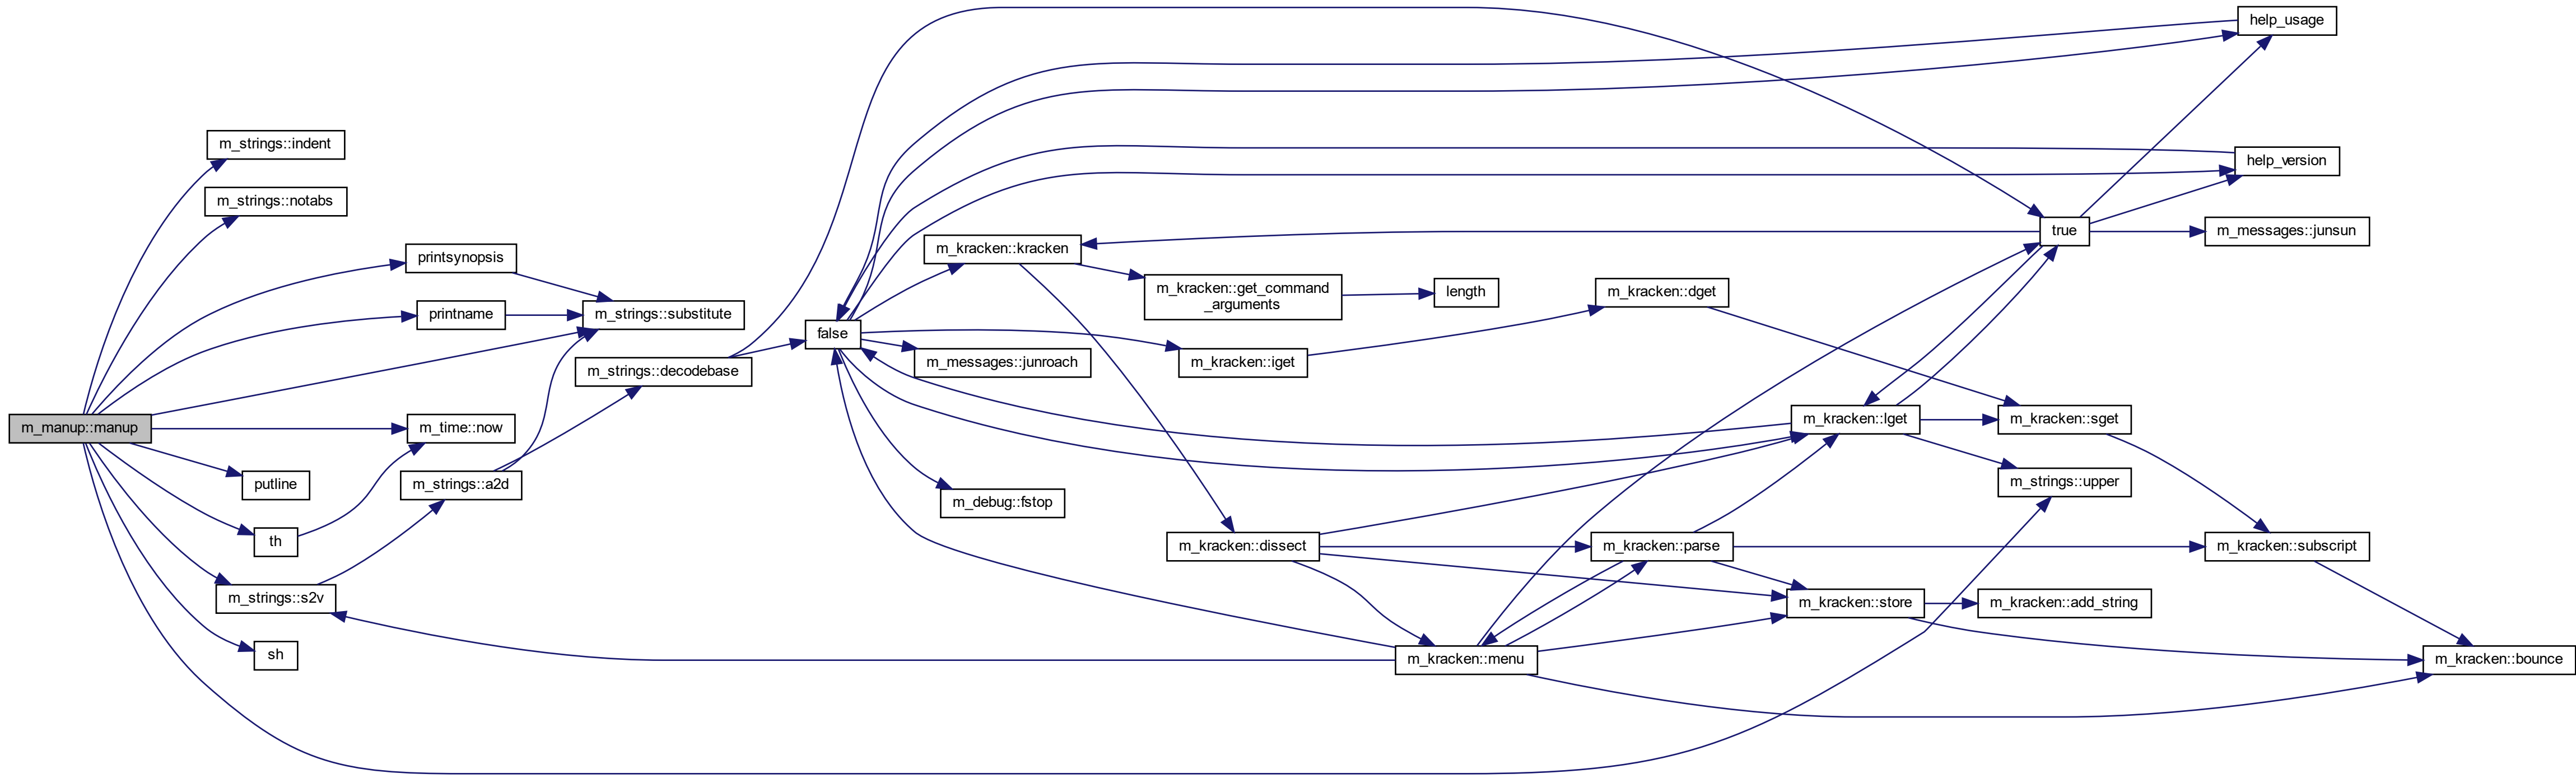 help_usage
m_strings::indent
help_version
m_strings::notabs
m_messages::junsun
true
m_kracken::kracken
printsynopsis
m_kracken::get_command
_arguments
length
m_kracken::dget
printname
m_strings::substitute
false
m_messages::junroach
m_kracken::iget
m_strings::decodebase
m_kracken::lget
m_kracken::sget
m_manup::manup
m_time::now
putline
m_strings::a2d
m_strings::upper
m_debug::fstop
th
m_kracken::dissect
m_kracken::parse
m_kracken::subscript
m_strings::s2v
m_kracken::store
m_kracken::add_string
sh
m_kracken::menu
m_kracken::bounce